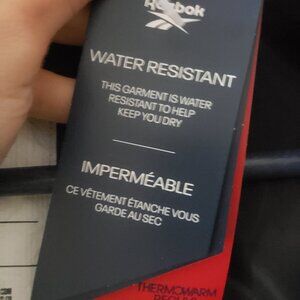 Reebok
WATER RESISTANT
THIS GARMENT IS WATER
RESISTANT TO HELP
KEEP YOU DRY
IMPERMÉABLE
CE VÊTEMENT ÉTANCHE VOUS
GARDE AU SEC
THERMOWARM